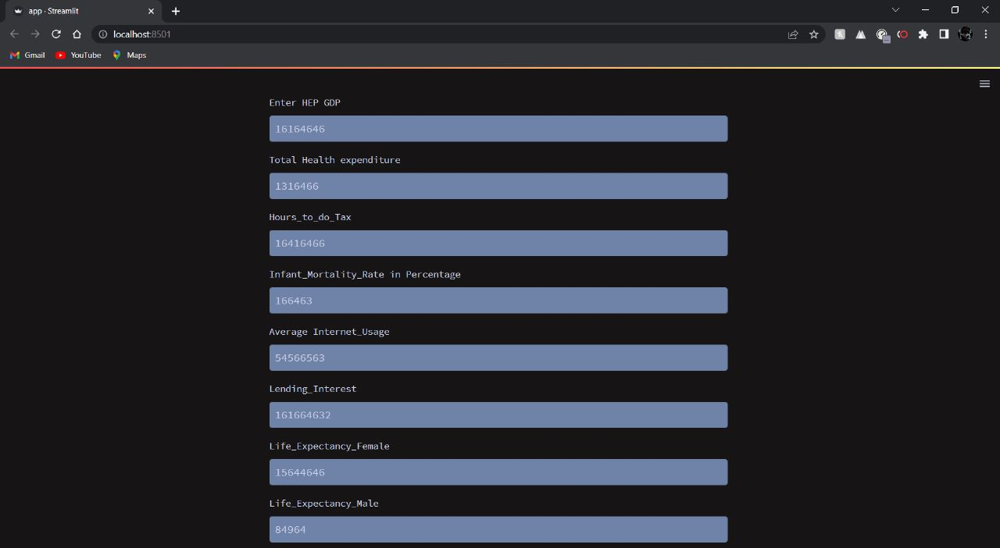 app · Streamlit
localhost:8501
Gmail YouTube Maps
Enter HEP GDP
16164646
Total Health expenditure
1316466
Hours_to_do_Tax
16416466
Infant_Mortality_Rate in Percentage
166463
Average Internet_Usage
54566563
Lending_Interest
161664632
Life_Expectancy_Female
15644646
Life_Expectancy_Male
84964